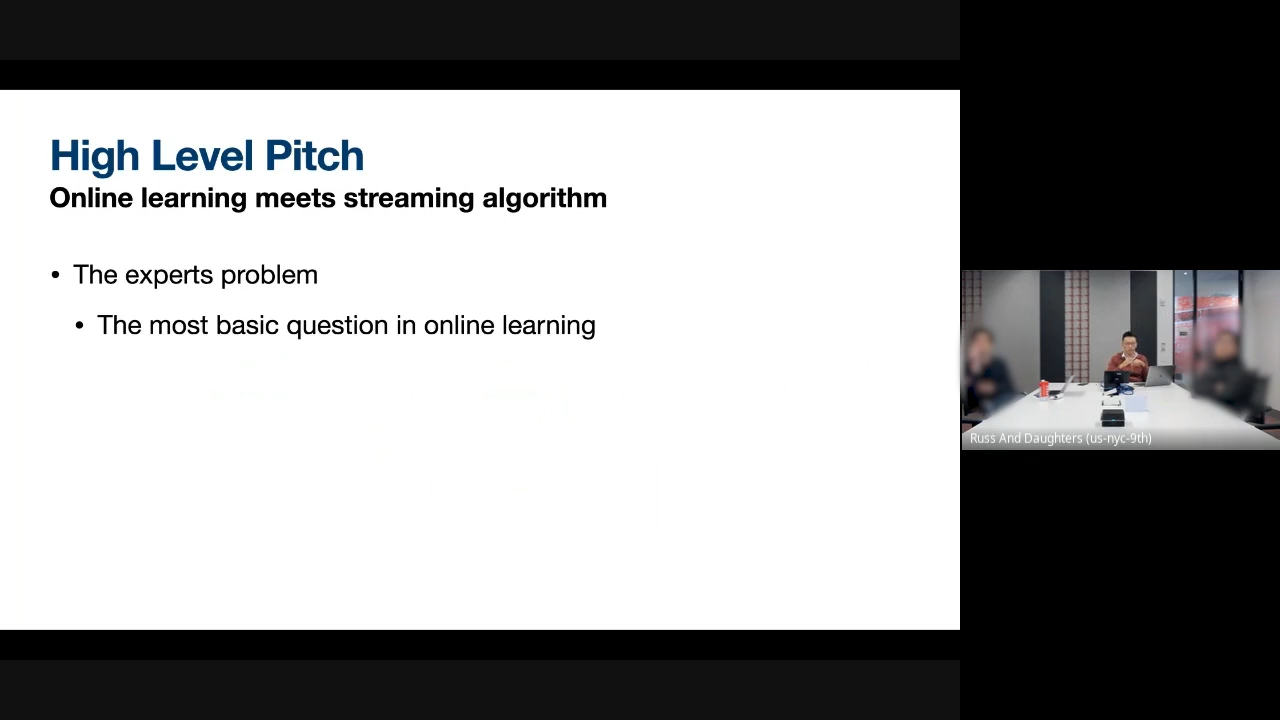 High Level Pitch
Online learning meets streaming algorithm
• The experts problem
• The most basic question in online learning
Russ And Daughters (us-nyc-9th)